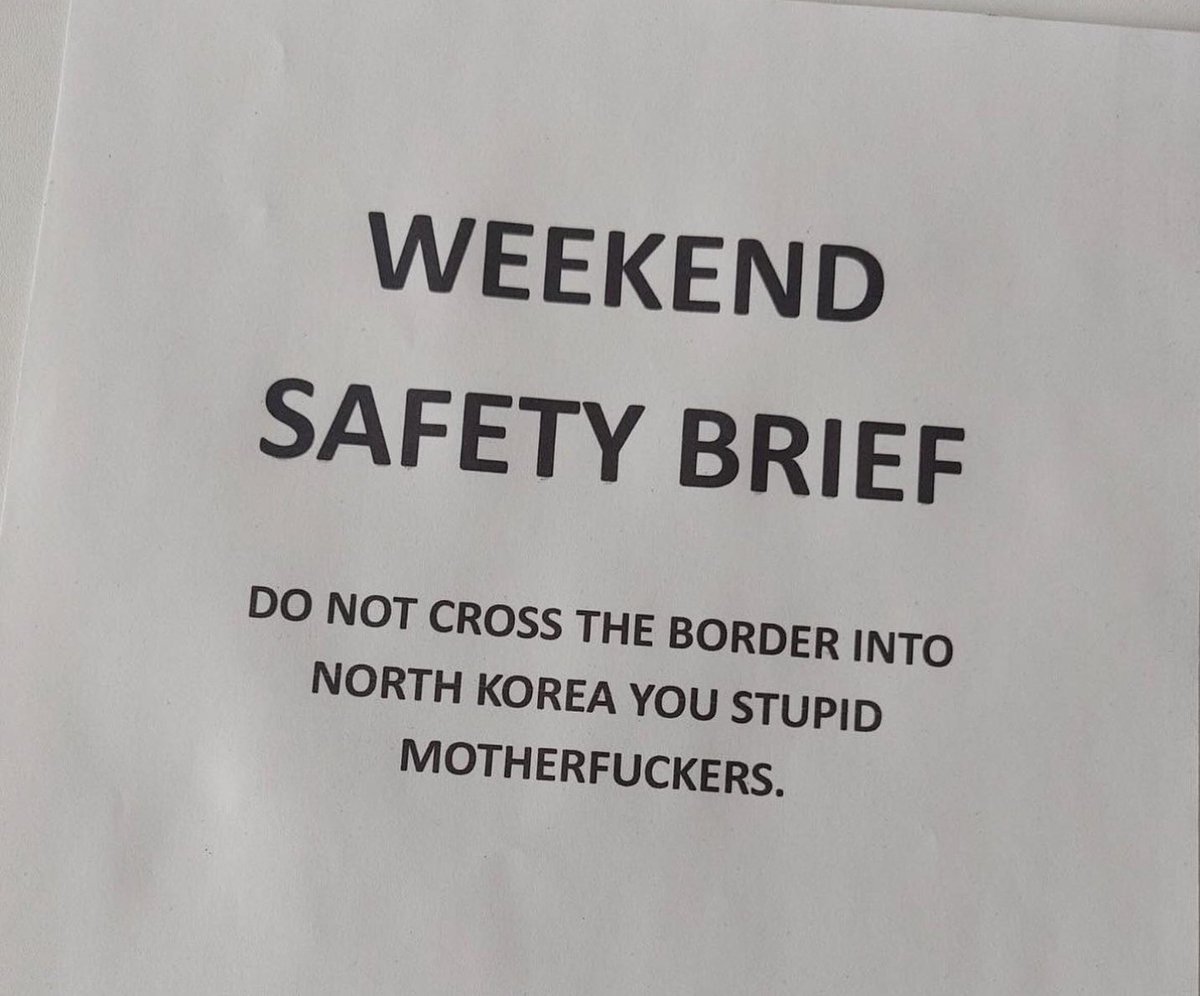 WEEKEND
SAFETY BRIEF
DO NOT CROSS THE BORDER INTO
NORTH KOREA YOU STUPID
MOTHERFUCKERS.